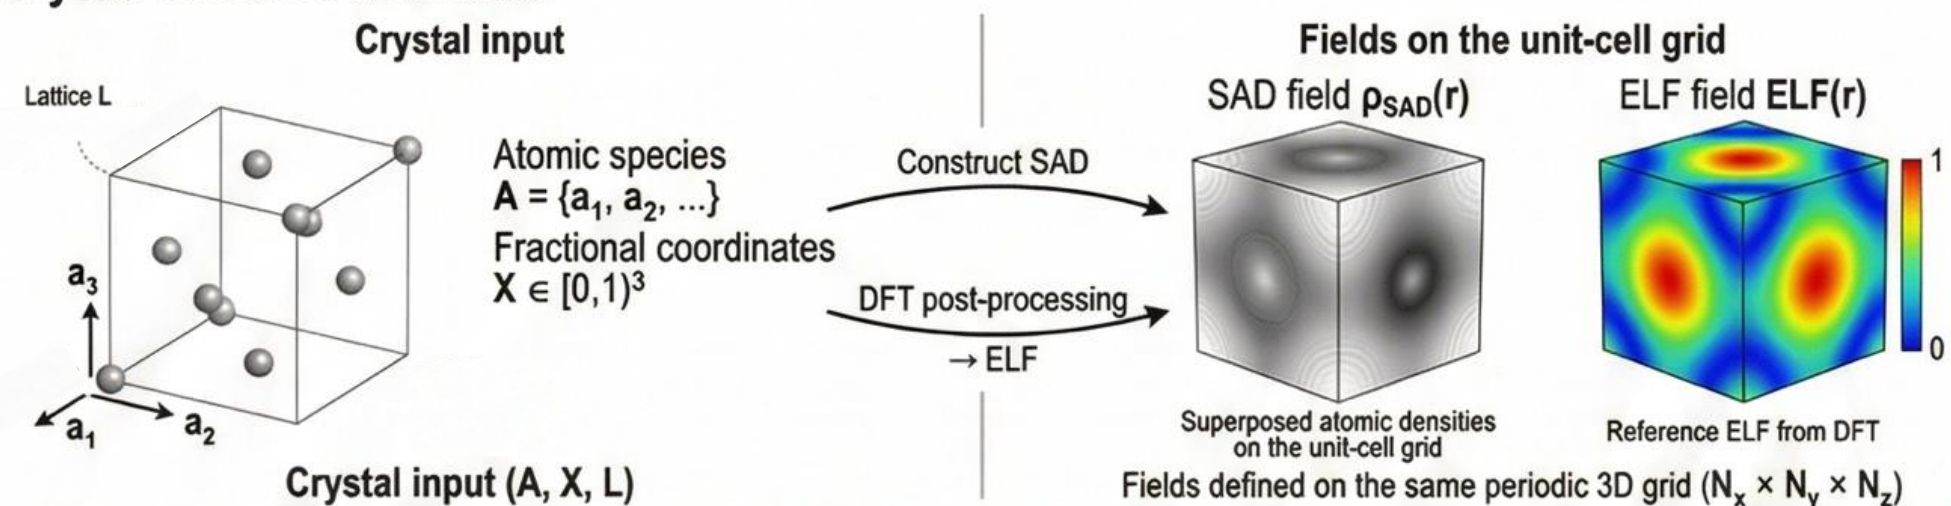 Crystal input
Lattice L
Atomic species
A = {a₁, a₂, ...}
Fractional coordinates
X ∈ [0,1)³
a₃
a₁
a₂
Crystal input (A, X, L)
Construct SAD
DFT post-processing
→ ELF
Fields on the unit-cell grid
SAD field ρSAD(r)
ELF field ELF(r)
1
0
Superposed atomic densities
on the unit-cell grid
Reference ELF from DFT
Fields defined on the same periodic 3D grid (Nₓ × Nᵧ × N_z)